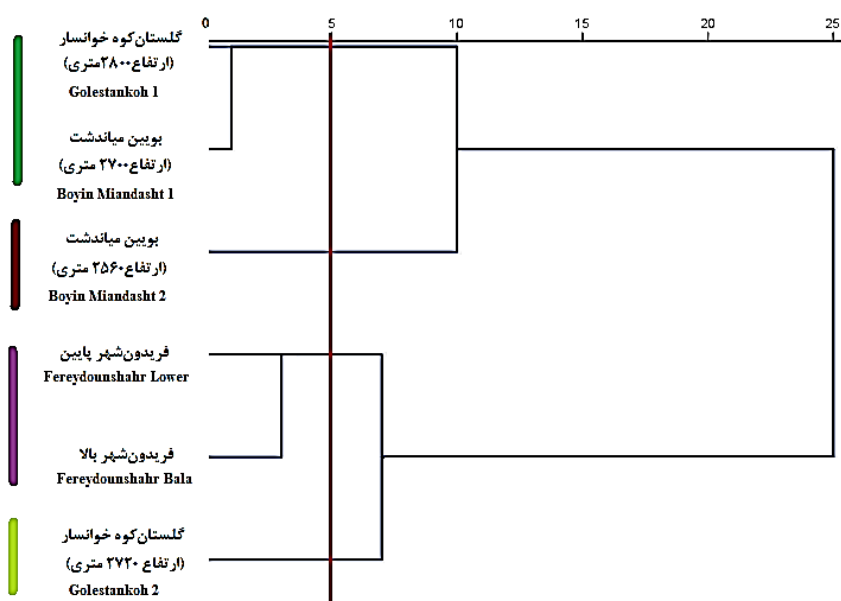 0 5 10 15 20 25
گلستان‌کوه خوانسار
(ارتفاع۲۸۰۰متری)
Golestankoh 1
بویین میاندشت
(ارتفاع۲۷۰۰ متری)
Boyin Miandasht 1
بویین میاندشت
(ارتفاع۲۵۶۰ متری)
Boyin Miandasht 2
فریدون‌شهر پایین
Fereydounshahr Lower
فریدون‌شهر بالا
Fereydounshahr Bala
گلستان‌کوه خوانسار
(ارتفاع ۲۷۲۰ متری)
Golestankoh 2